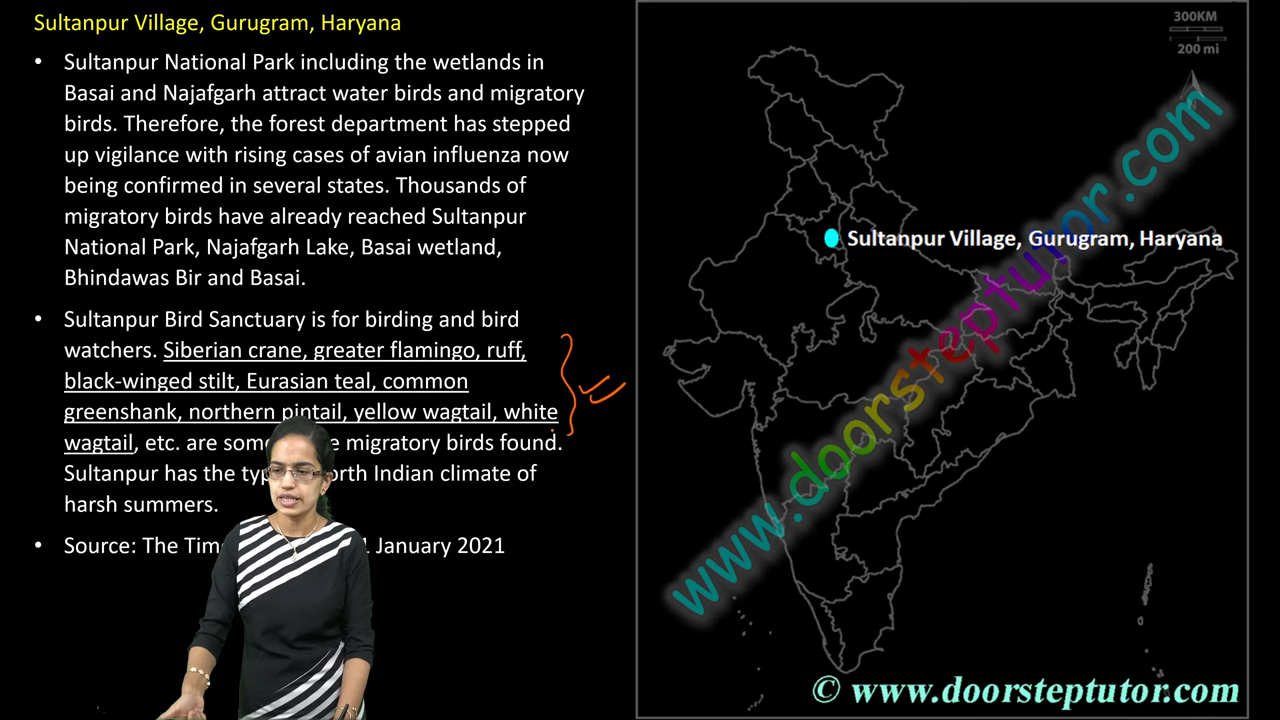 Sultanpur Village, Gurugram, Haryana
• Sultanpur National Park including the wetlands in
Basai and Najafgarh attract water birds and migratory
birds. Therefore, the forest department has stepped
up vigilance with rising cases of avian influenza now
being confirmed in several states. Thousands of
migratory birds have already reached Sultanpur
National Park, Najafgarh Lake, Basai wetland,
Bhindawas Bir and Basai.
• Sultanpur Bird Sanctuary is for birding and bird
watchers. Siberian crane, greater flamingo, ruff,
black-winged stilt, Eurasian teal, common
greenshank, northern pintail, yellow wagtail, white
wagtail, etc. are migratory birds found.
Sultanpur has the Indian climate of
harsh summers.
• Source: The January 2021
300KM
200 mi
Sultanpur Village, Gurugram, Haryana
www.doorsteptutor.com
© www.doorsteptutor.com